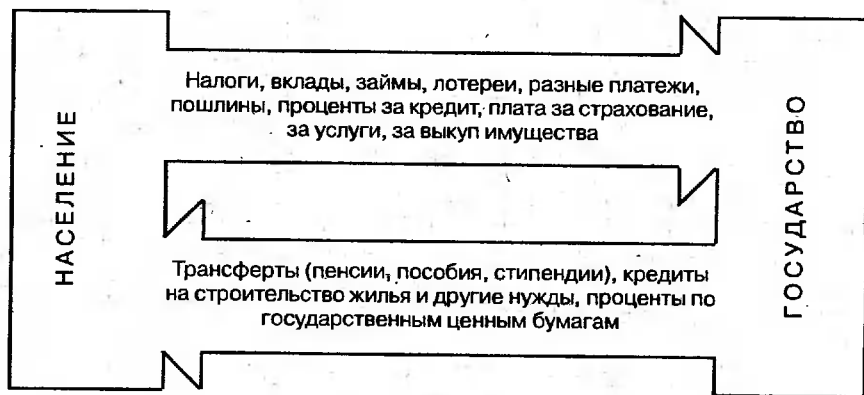 НАСЕЛЕНИЕ
Налоги, вклады, займы, лотереи, разные платежи,
пошлины, проценты за кредит, плата за страхование,
за услуги, за выкуп имущества
Трансферты (пенсии, пособия, стипендии), кредиты
на строительство жилья и другие нужды, проценты по
государственным ценным бумагам
ГОСУДАРСТВО